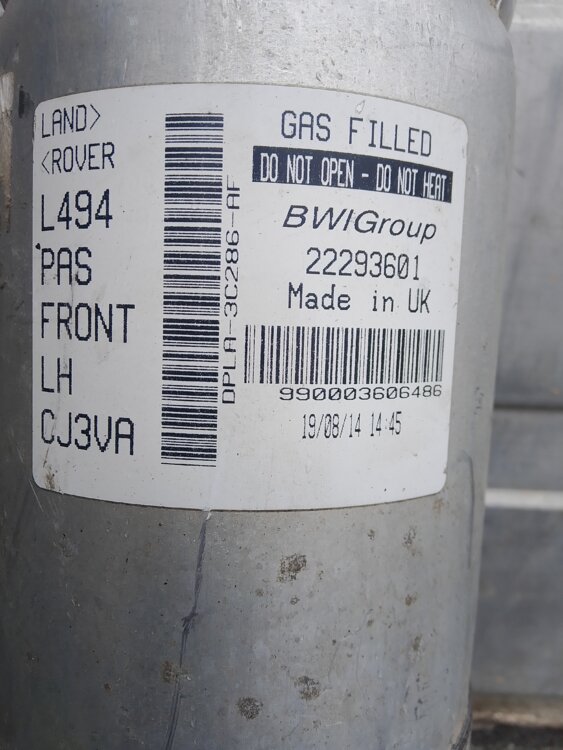 LAND>
<ROVER
L494
PAS
FRONT
LH
CJ3VA
DPLA-3C286-AF
GAS FILLED
DO NOT OPEN - DO NOT HEAT
BWIGroup
22293601
Made in UK
990003606486
19/08/14 14:45